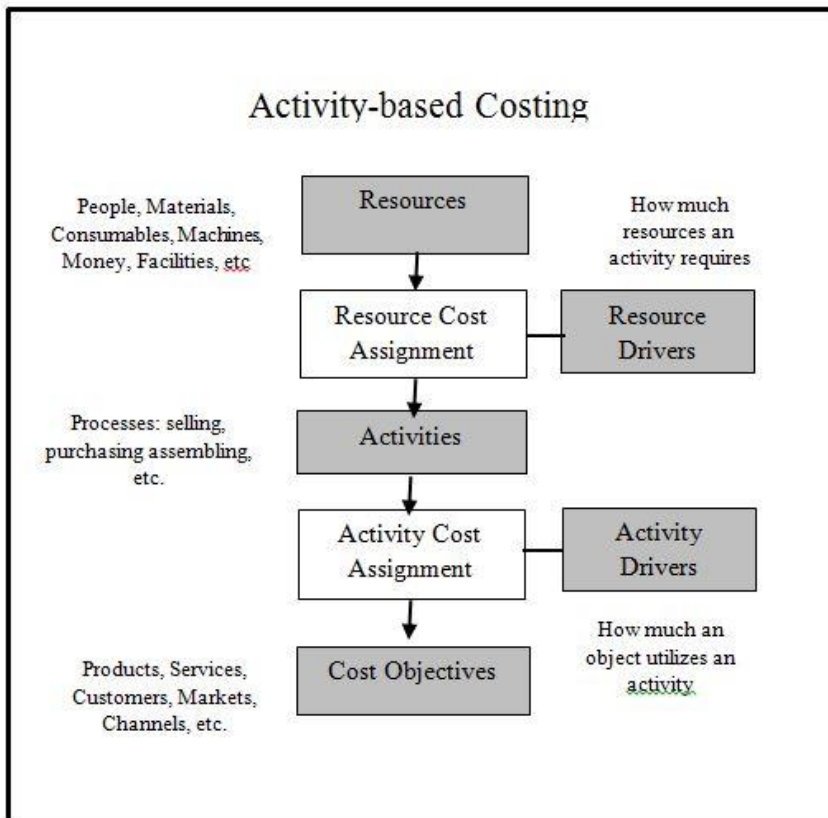 Activity-based Costing
People, Materials,
Consumables, Machines,
Money, Facilities, etc
Resources
How much
resources an
activity requires
Resource Cost
Assignment
Resource
Drivers
Processes: selling,
purchasing assembling,
etc.
Activities
Activity Cost
Assignment
Activity
Drivers
How much an
object utilizes an
activity
Products, Services,
Customers, Markets,
Channels, etc.
Cost Objectives